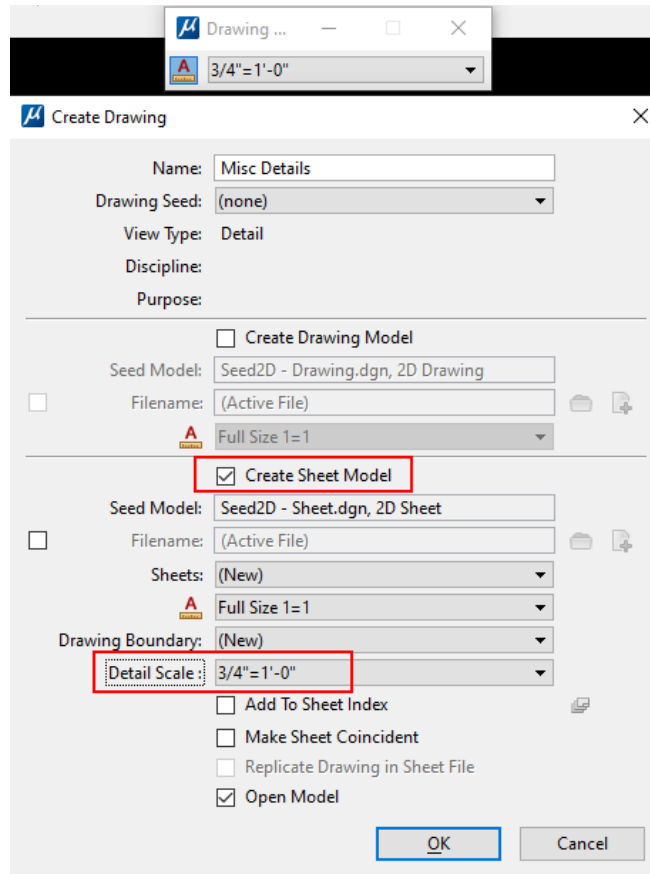 Drawing ...
A 3/4"=1'-0"
Create Drawing
Name: Misc Details
Drawing Seed: (none)
View Type: Detail
Discipline:
Purpose:
Create Drawing Model
Seed Model: Seed2D - Drawing.dgn, 2D Drawing
Filename: (Active File)
A Full Size 1=1
Create Sheet Model
Seed Model: Seed2D - Sheet.dgn, 2D Sheet
Filename: (Active File)
Sheets: (New)
A Full Size 1=1
Drawing Boundary: (New)
Detail Scale : 3/4"=1'-0"
Add To Sheet Index
Make Sheet Coincident
Replicate Drawing in Sheet File
Open Model
OK Cancel